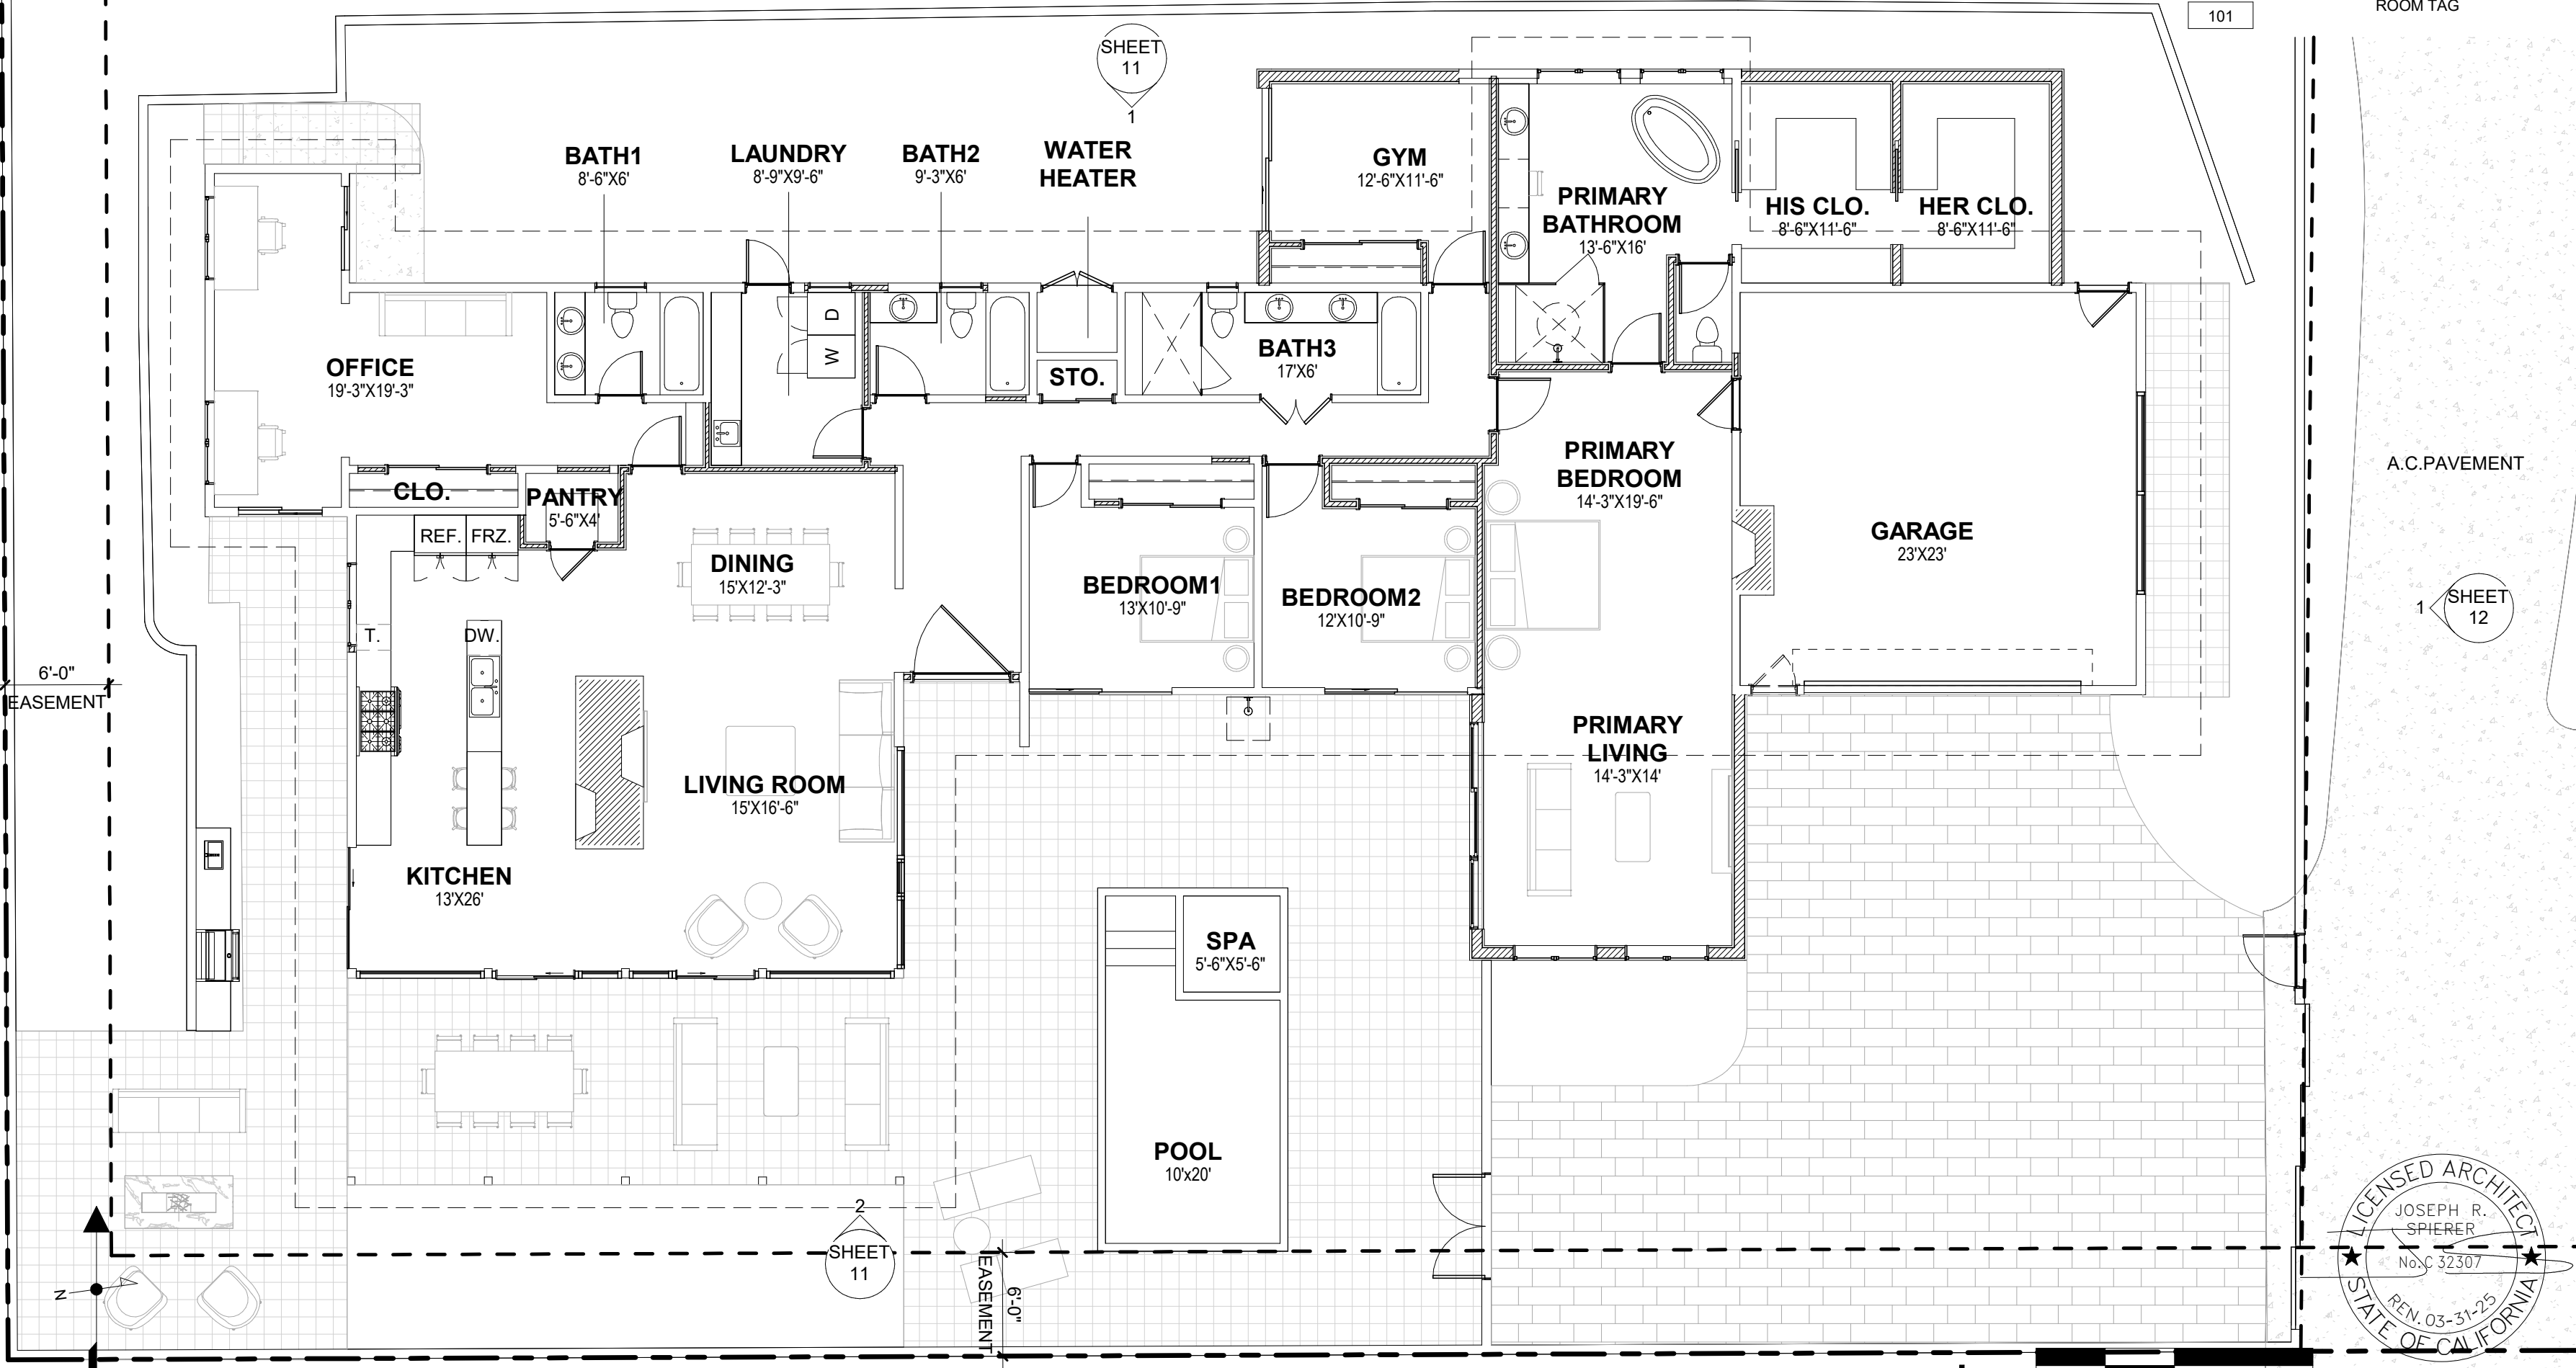 ROOM TAG
101
SHEET
11
1
BATH1
8'-6"X6'
LAUNDRY
8'-9"X9'-6"
BATH2
9'-3"X6'
WATER
HEATER
GYM
12'-6"X11'-6"
PRIMARY
BATHROOM
13'-6"X16'
HIS CLO.
8'-6"X11'-6"
HER CLO.
8'-6"X11'-6"
D
W
OFFICE
19'-3"X19'-3"
STO.
BATH3
17'X6'
PRIMARY
BEDROOM
14'-3"X19'-6"
A.C.PAVEMENT
CLO.
PANTRY
5'-6"X4'
REF.
FRZ.
DINING
15'X12'-3"
BEDROOM1
13'X10'-9"
BEDROOM2
12'X10'-9"
GARAGE
23'X23'
1
SHEET
12
T.
DW.
6'-0"
EASEMENT
LIVING ROOM
15'X16'-6"
PRIMARY
LIVING
14'-3"X14'
KITCHEN
13'X26'
SPA
5'-6"X5'-6"
POOL
10'x20'
2
SHEET
11
N
6'-0"
EASEMENT
LICENSED ARCHITECT
JOSEPH R.
SPIERER
No. C 32307
REN. 03-31-25
STATE OF CALIFORNIA